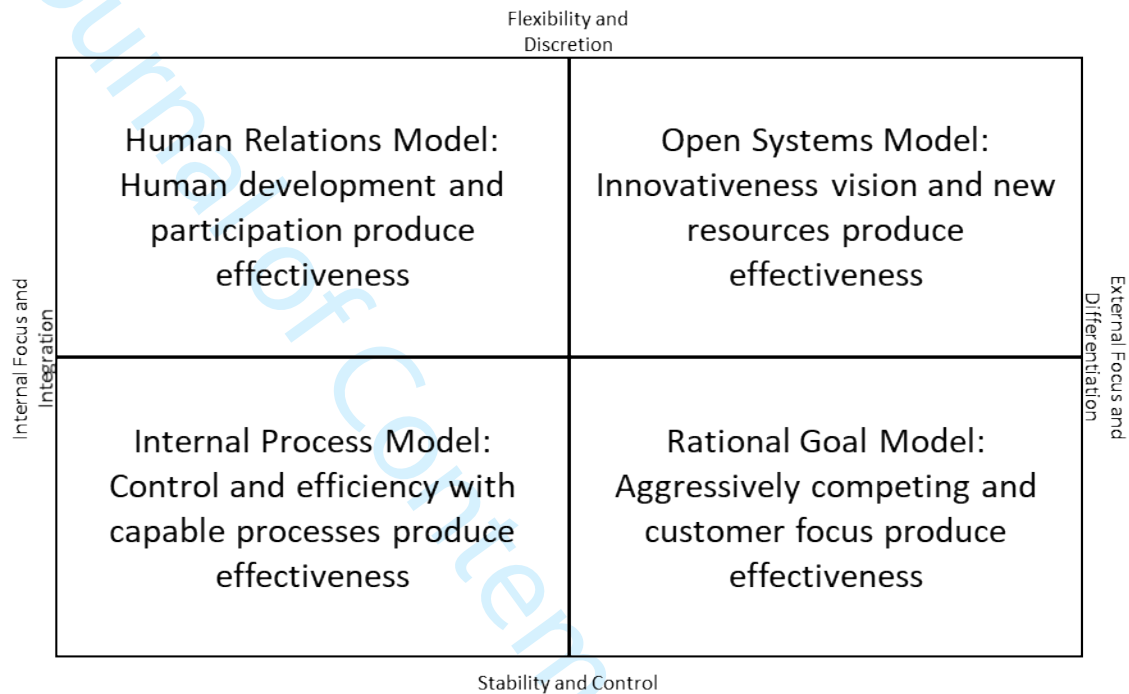 Flexibility and
Discretion
Human Relations Model:
Human development and
participation produce
effectiveness
Open Systems Model:
Innovativeness vision and new
resources produce
effectiveness
Internal Focus and
Integration
External Focus and
Differentiation
Internal Process Model:
Control and efficiency with
capable processes produce
effectiveness
Rational Goal Model:
Aggressively competing and
customer focus produce
effectiveness
Stability and Control